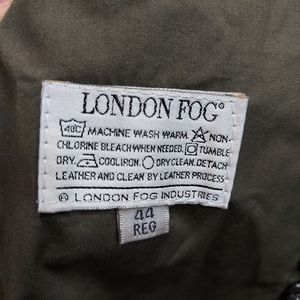 LONDON FOG®
40C MACHINE WASH WARM. NON-
CHLORINE BLEACH WHEN NEEDED. TUMBLE
DRY. COOL IRON. DRY CLEAN. DETACH
LEATHER AND CLEAN BY LEATHER PROCESS
© LONDON FOG INDUSTRIES
44
REG